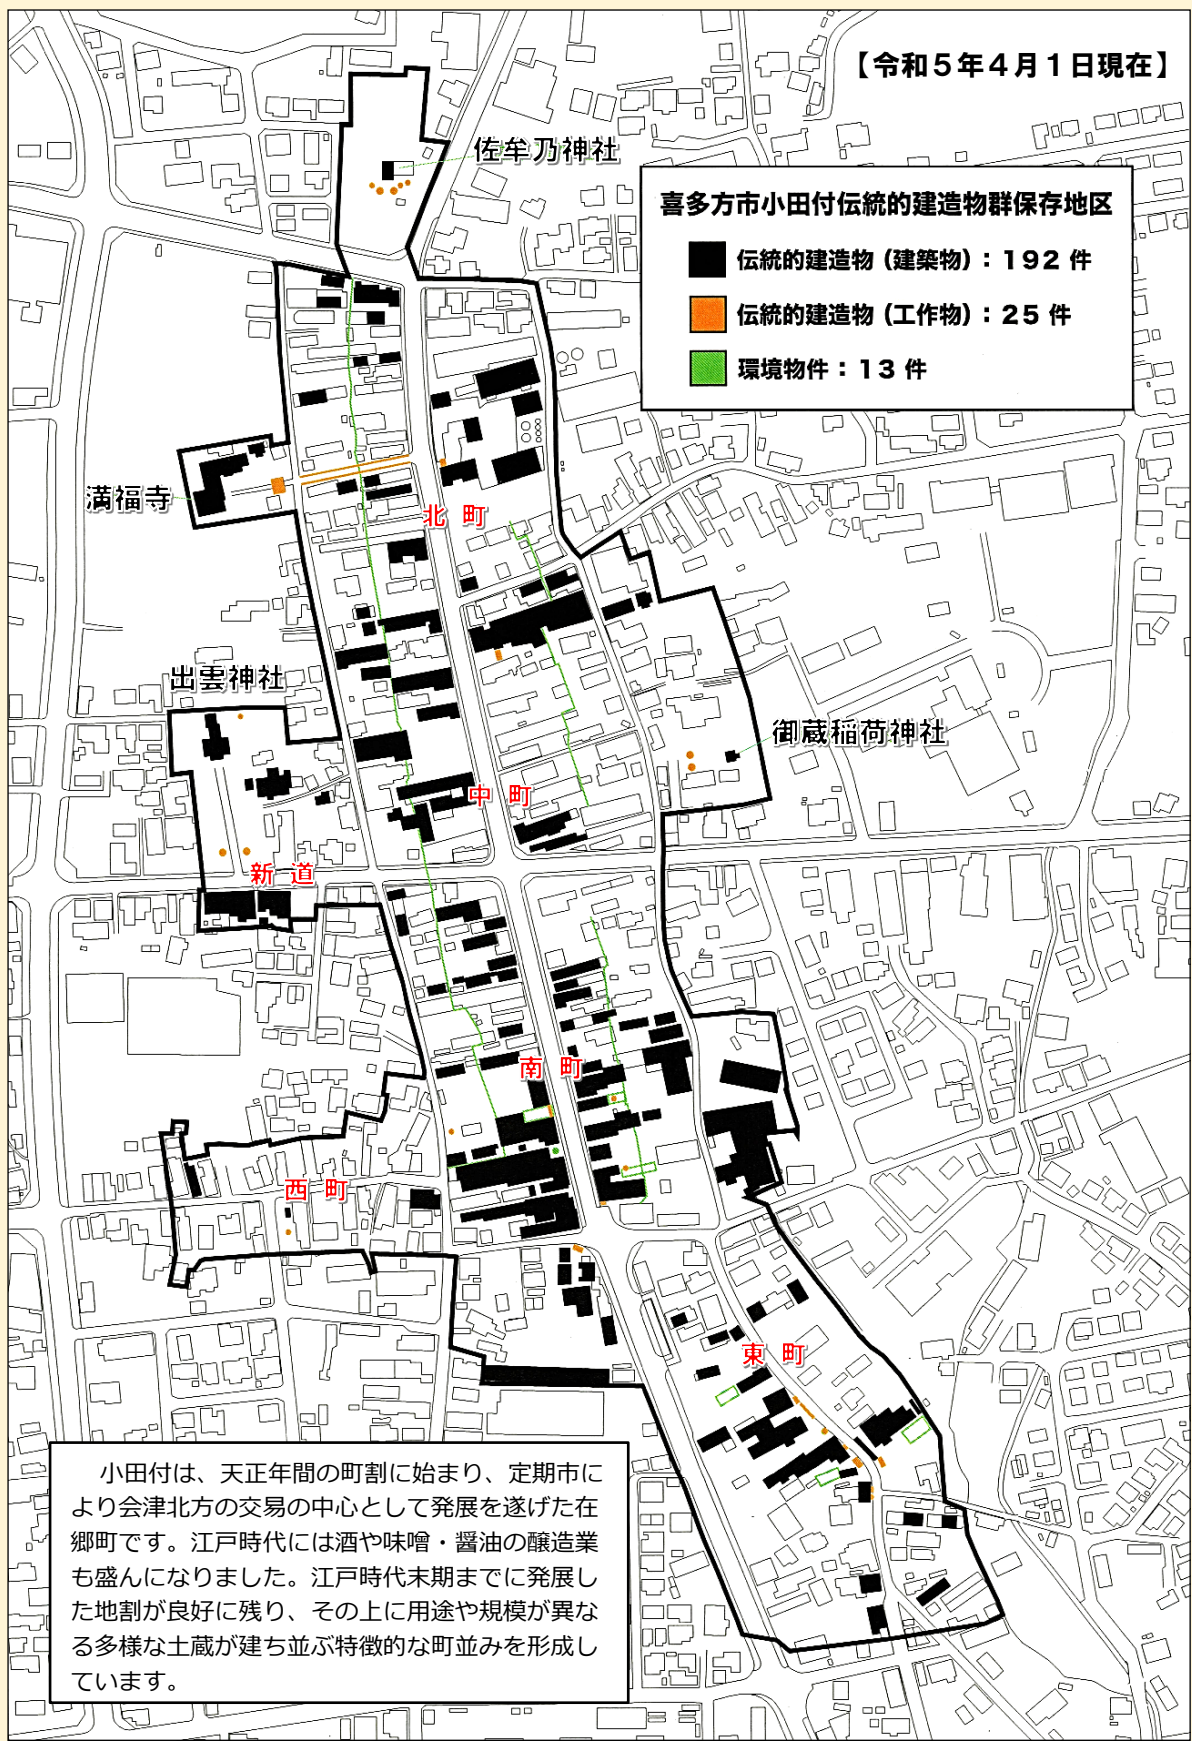 【令和5年4月1日現在】
佐牟乃神社
喜多方市小田付伝統的建造物群保存地区
伝統的建造物(建築物):192 件
伝統的建造物(工作物):25 件
環境物件:13 件
満福寺
北 町
出雲神社
御蔵稲荷神社
中 町
新 道
南 町
西 町
東 町
小田付は、天正年間の町割に始まり、定期市に
より会津北方の交易の中心として発展を遂げた在
郷町です。江戸時代には酒や味噌・醤油の醸造業
も盛んになりました。江戸時代末期までに発展し
た地割が良好に残り、その上に用途や規模が異な
る多様な土蔵が建ち並ぶ特徴的な町並みを形成し
ています。